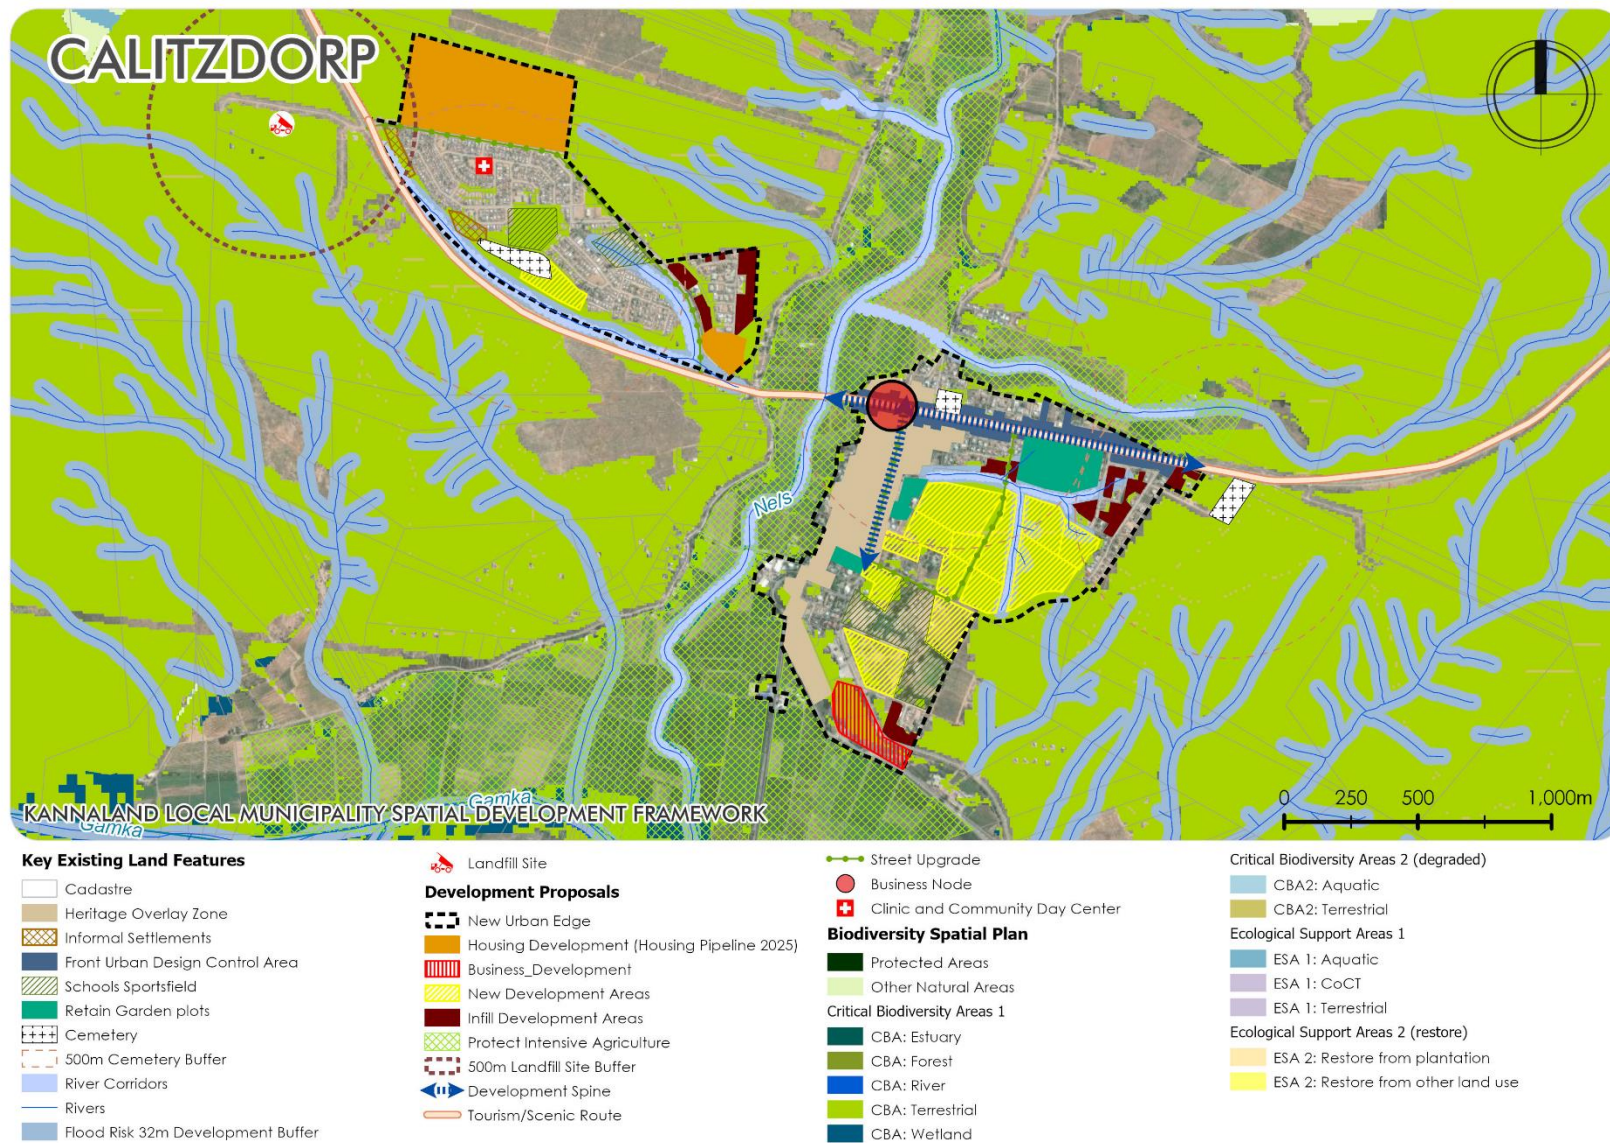 CALITZDORP
Nels
Gamka
Gamka
KANNALAND LOCAL MUNICIPALITY SPATIAL DEVELOPMENT FRAMEWORK
0 250 500 1,000m
Key Existing Land Features
Cadastre
Heritage Overlay Zone
Informal Settlements
Front Urban Design Control Area
Schools Sportsfield
Retain Garden plots
Cemetery
500m Cemetery Buffer
River Corridors
Rivers
Flood Risk 32m Development Buffer
Landfill Site
Development Proposals
New Urban Edge
Housing Development (Housing Pipeline 2025)
Business_Development
New Development Areas
Infill Development Areas
Protect Intensive Agriculture
500m Landfill Site Buffer
Development Spine
Tourism/Scenic Route
Street Upgrade
Business Node
Clinic and Community Day Center
Biodiversity Spatial Plan
Protected Areas
Other Natural Areas
Critical Biodiversity Areas 1
CBA: Estuary
CBA: Forest
CBA: River
CBA: Terrestrial
CBA: Wetland
Critical Biodiversity Areas 2 (degraded)
CBA2: Aquatic
CBA2: Terrestrial
Ecological Support Areas 1
ESA 1: Aquatic
ESA 1: CoCT
ESA 1: Terrestrial
Ecological Support Areas 2 (restore)
ESA 2: Restore from plantation
ESA 2: Restore from other land use